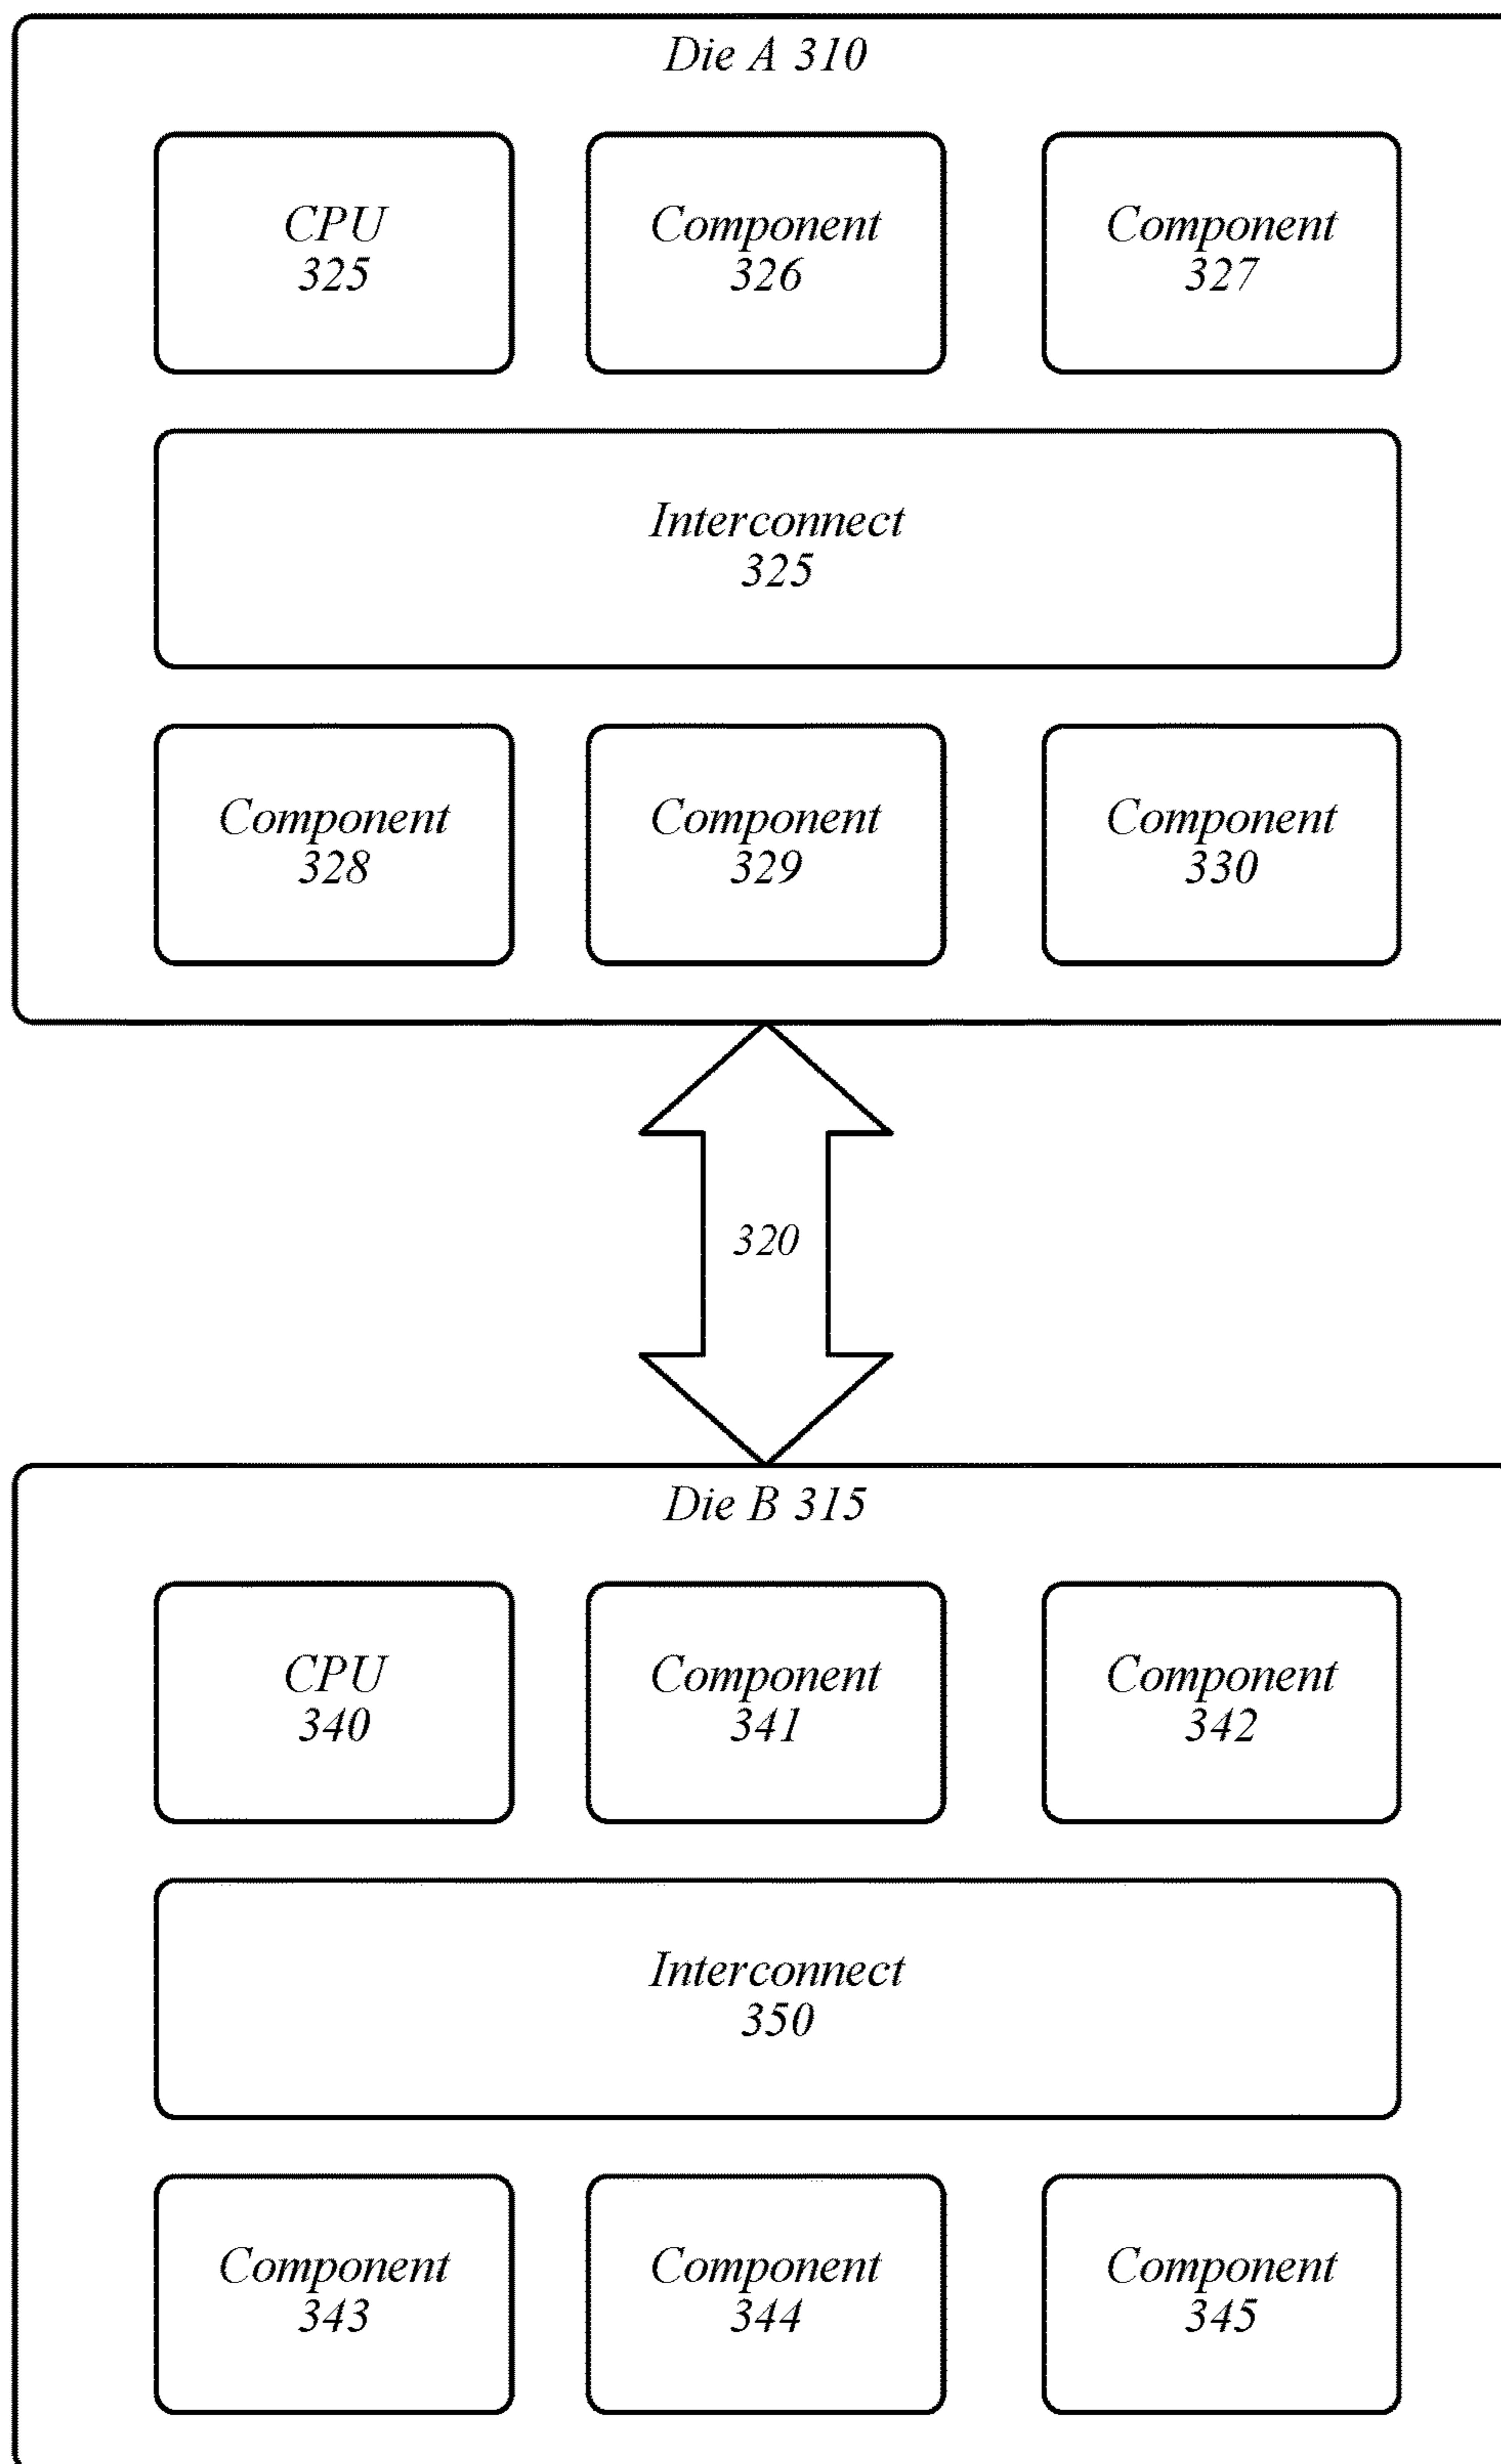 Die A 310
CPU
325
Component
326
Component
327
Interconnect
325
Component
328
Component
329
Component
330
320
Die B 315
CPU
340
Component
341
Component
342
Interconnect
350
Component
343
Component
344
Component
345